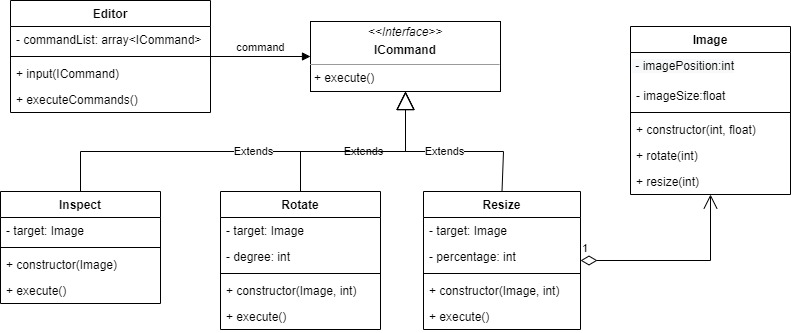 Editor
- commandList: array<ICommand>
+ input(ICommand)
+ executeCommands()
command
<<Interface>>
ICommand
+ execute()
Image
- imagePosition:int
- imageSize:float
+ constructor(int, float)
+ rotate(int)
+ resize(int)
Extends
Extends
Extends
Inspect
- target: Image
+ constructor(Image)
+ execute()
Rotate
- target: Image
- degree: int
+ constructor(Image, int)
+ execute()
Resize
- target: Image
- percentage: int
+ constructor(Image, int)
+ execute()
1